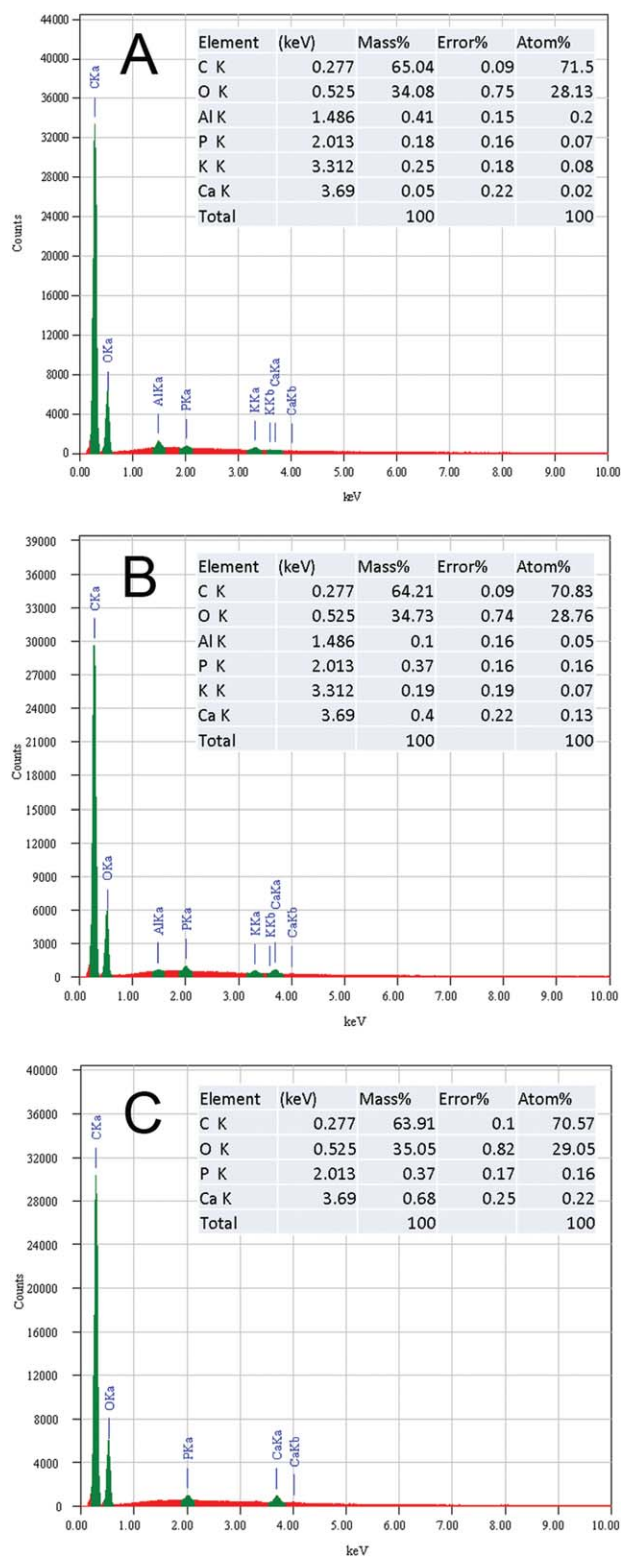 A
Element (keV) Mass% Error% Atom%
C K 0.277 65.04 0.09 71.5
O K 0.525 34.08 0.75 28.13
Al K 1.486 0.41 0.15 0.2
P K 2.013 0.18 0.16 0.07
K K 3.312 0.25 0.18 0.08
Ca K 3.69 0.05 0.22 0.02
Total 100 100
44000
40000
36000
32000
28000
24000
20000
16000
12000
8000
4000
0
Counts
CKa
OKa
AlKa
PKa
KKa
KKb
CaKa
CaKb
0.00 1.00 2.00 3.00 4.00 5.00 6.00 7.00 8.00 9.00 10.00
keV
B
Element (keV) Mass% Error% Atom%
C K 0.277 64.21 0.09 70.83
O K 0.525 34.73 0.74 28.76
Al K 1.486 0.1 0.16 0.05
P K 2.013 0.37 0.16 0.16
K K 3.312 0.19 0.19 0.07
Ca K 3.69 0.4 0.22 0.13
Total 100 100
39000
36000
33000
30000
27000
24000
21000
18000
15000
12000
9000
6000
3000
0
Counts
CKa
OKa
AlKa
PKa
KKa
KKb
CaKa
CaKb
0.00 1.00 2.00 3.00 4.00 5.00 6.00 7.00 8.00 9.00 10.00
keV
C
Element (keV) Mass% Error% Atom%
C K 0.277 63.91 0.1 70.57
O K 0.525 35.05 0.82 29.05
P K 2.013 0.37 0.17 0.16
Ca K 3.69 0.68 0.25 0.22
Total 100 100
40000
36000
32000
28000
24000
20000
16000
12000
8000
4000
0
Counts
CKa
OKa
PKa
CaKa
CaKb
0.00 1.00 2.00 3.00 4.00 5.00 6.00 7.00 8.00 9.00 10.00
keV